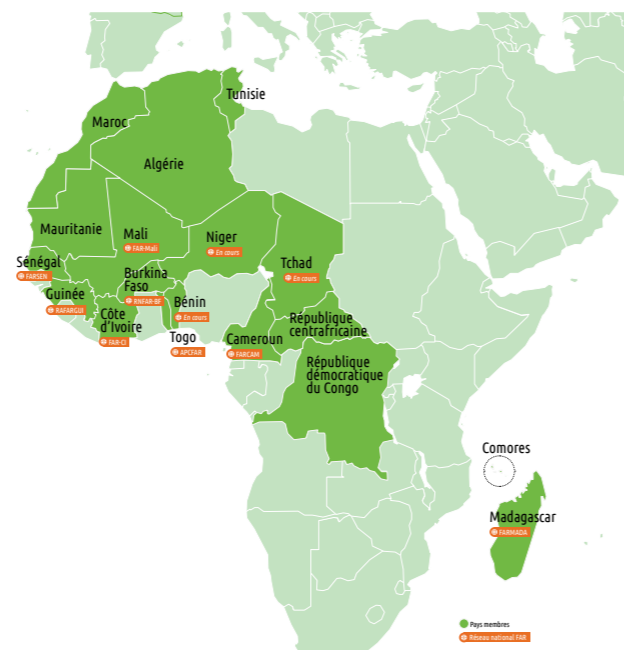 Tunisie
Maroc
Algérie
Mauritanie
Mali
FAR-Mali
Niger
En cours
Tchad
En cours
Sénégal
FARSEN
Guinée
RAFARGUI
Burkina
Faso
RNFAR-BF
Bénin
En cours
Côte
d'Ivoire
FAR-CI
Togo
APCFAR
Cameroun
FARCAM
République
centrafricaine
République
démocratique
du Congo
Comores
Madagascar
FARMADA
Pays membres
Réseau national FAR